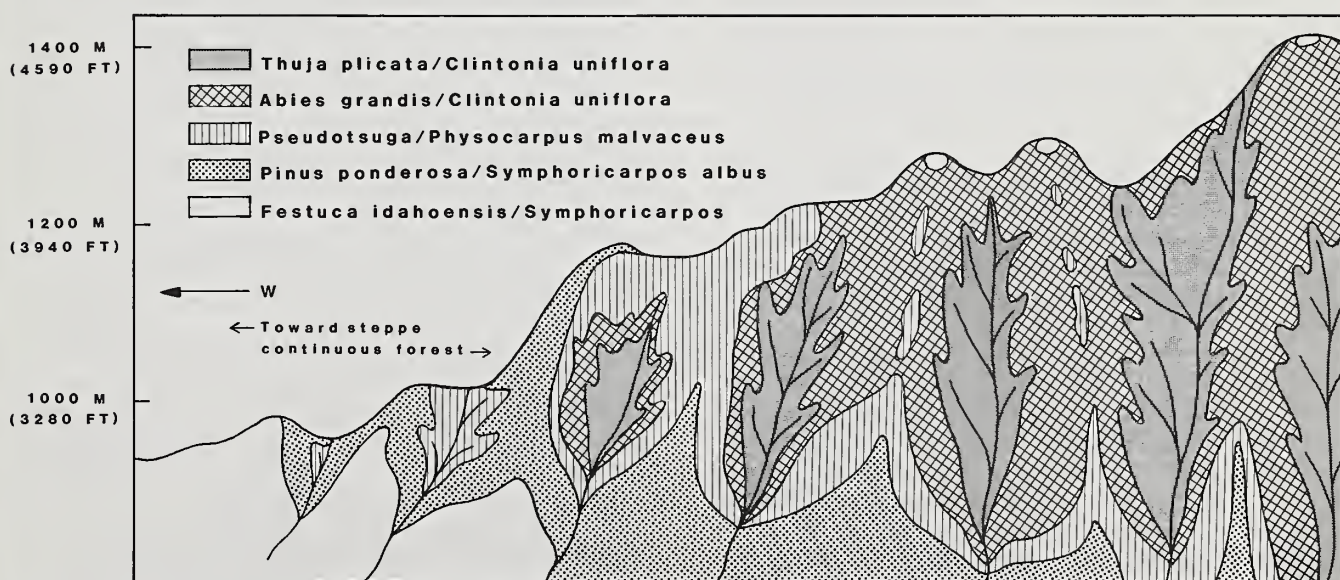 1400 M
(4590 FT)
Thuja plicata/Clintonia uniflora
Abies grandis/Clintonia uniflora
Pseudotsuga/Physocarpus malvaceus
Pinus ponderosa/Symphoricarpos albus
Festuca idahoensis/Symphoricarpos
1200 M
(3940 FT)
W
← Toward steppe
continuous forest →
1000 M
(3280 FT)